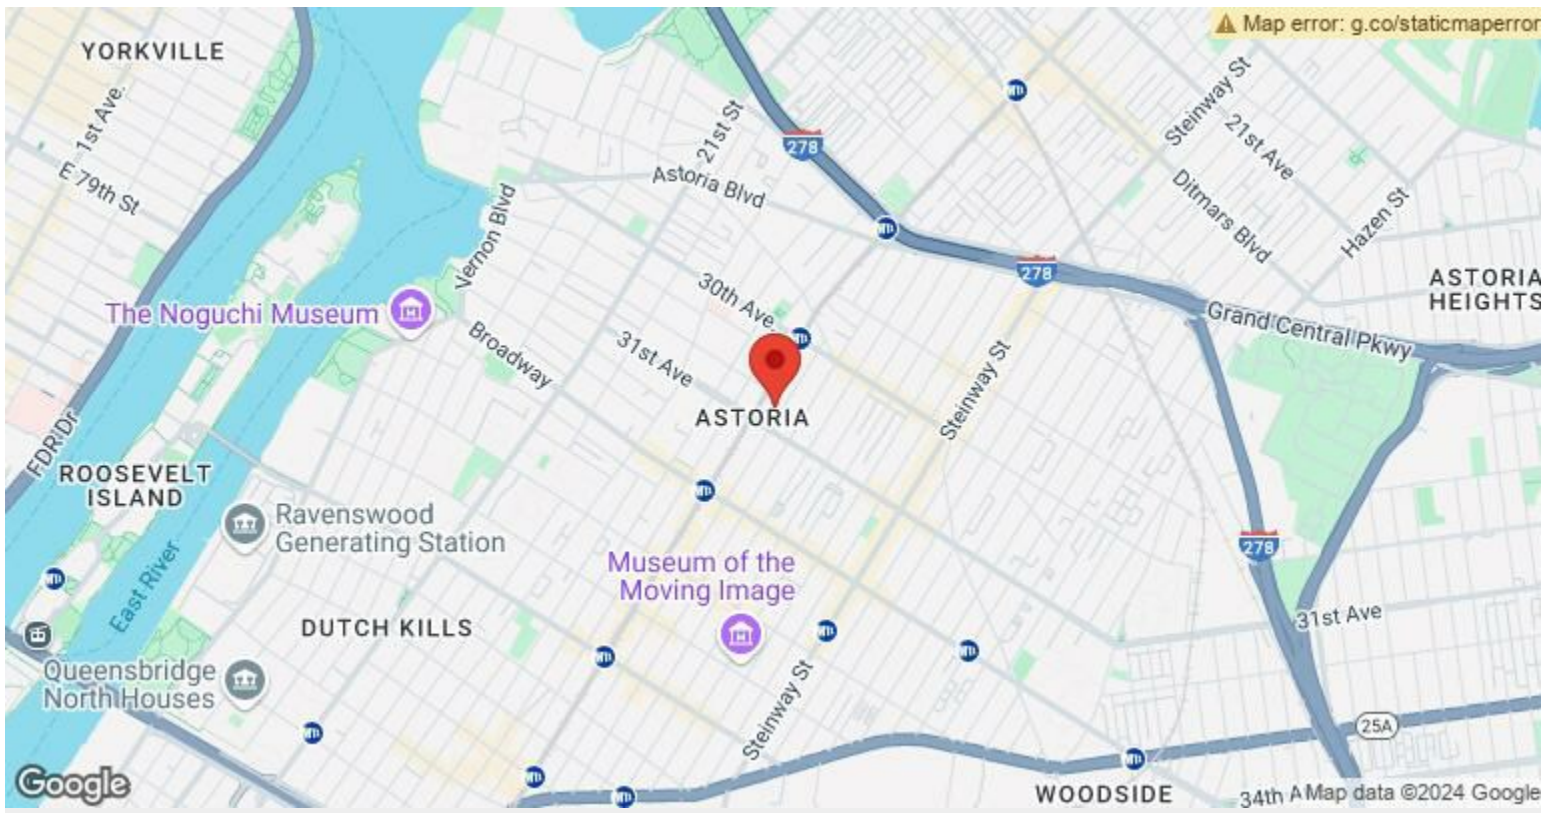 Map error: g.co/staticmaperror
YORKVILLE
1st Ave.
E 79th St
21st St
278
Astoria Blvd
Steinway St
21st Ave
Ditmars Blvd
Hazen St
Vernon Blvd
278
ASTORIA
HEIGHTS
The Noguchi Museum
30th Ave.
Grand Central Pkwy
Broadway
31st Ave
Steinway St
ASTORIA
FDR Dr
ROOSEVELT
ISLAND
Ravenswood
Generating Station
East River
278
Museum of the
Moving Image
31st Ave
DUTCH KILLS
Queensbridge
North Houses
Steinway St
25A
Google
WOODSIDE
34th A
Map data ©2024 Google